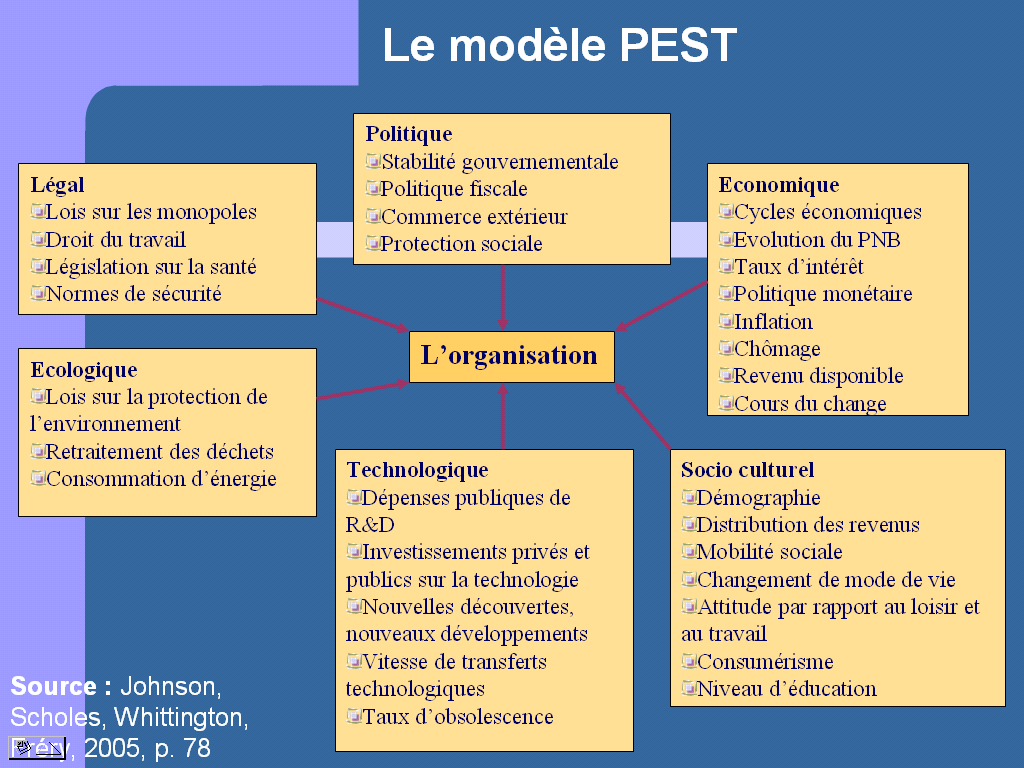 Le modèle PEST
Politique
Stabilité gouvernementale
Politique fiscale
Commerce extérieur
Protection sociale
Légal
Lois sur les monopoles
Droit du travail
Législation sur la santé
Normes de sécurité
Economique
Cycles économiques
Evolution du PNB
Taux d’intérêt
Politique monétaire
Inflation
Chômage
Revenu disponible
Cours du change
L’organisation
Ecologique
Lois sur la protection de
l’environnement
Retraitement des déchets
Consommation d’énergie
Technologique
Dépenses publiques de
R&D
Investissements privés et
publics sur la technologie
Nouvelles découvertes,
nouveaux développements
Vitesse de transferts
technologiques
Taux d’obsolescence
Socio culturel
Démographie
Distribution des revenus
Mobilité sociale
Changement de mode de vie
Attitude par rapport au loisir et
au travail
Consumérisme
Niveau d’éducation
Source : Johnson,
Scholes, Whittington,
Fréry, 2005, p. 78